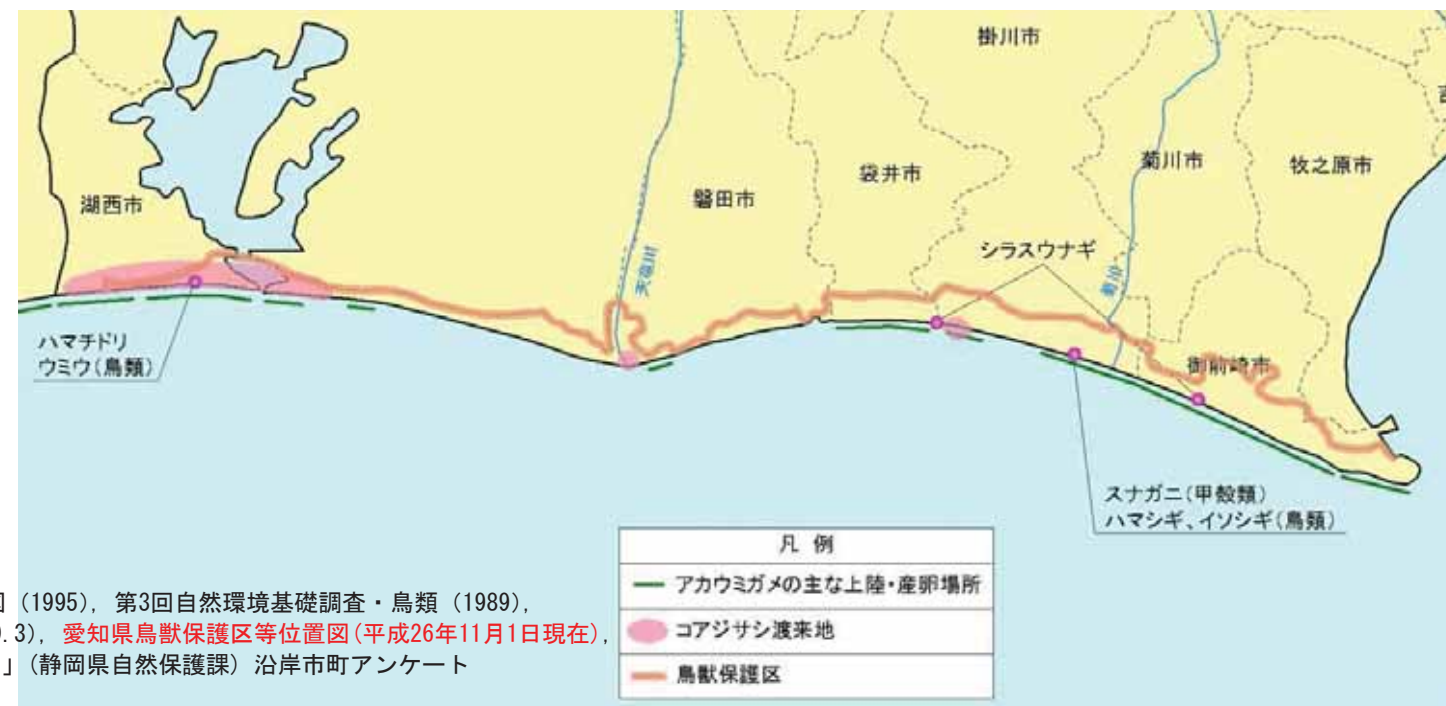 掛川市
菊川市
牧之原市
袋井市
磐田市
湖西市
シラスウナギ
天竜川
菊川
御前崎市
ハマチドリ
ウミウ(鳥類)
スナガニ(甲殻類)
ハマシギ、イソシギ(鳥類)
凡 例
アカウミガメの主な上陸・産卵場所
コアジサシ渡来地
鳥獣保護区
(1995), 第3回自然環境基礎調査・鳥類 (1989),
.3), 愛知県鳥獣保護区等位置図(平成26年11月1日現在),
」(静岡県自然保護課) 沿岸市町アンケート